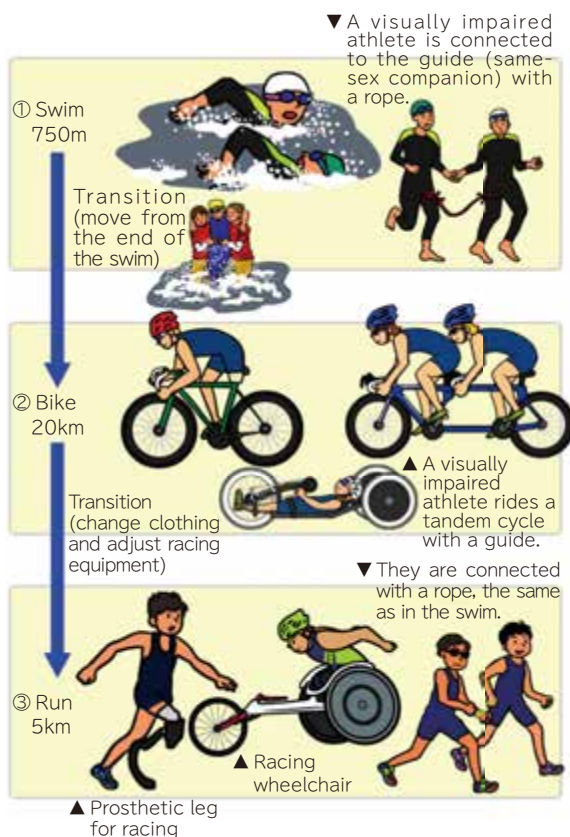 ▼ A visually impaired
athlete is connected
to the guide (same-
sex companion) with
a rope.
① Swim
750m
Transition
(move from
the end of
the swim)
② Bike
20km
▲ A visually
impaired
athlete rides a
tandem cycle
with a guide.
Transition
(change clothing
and adjust racing
equipment)
▼ They are connected
with a rope, the same
as in the swim.
③ Run
5km
▲ Racing
wheelchair
▲ Prosthetic leg
for racing